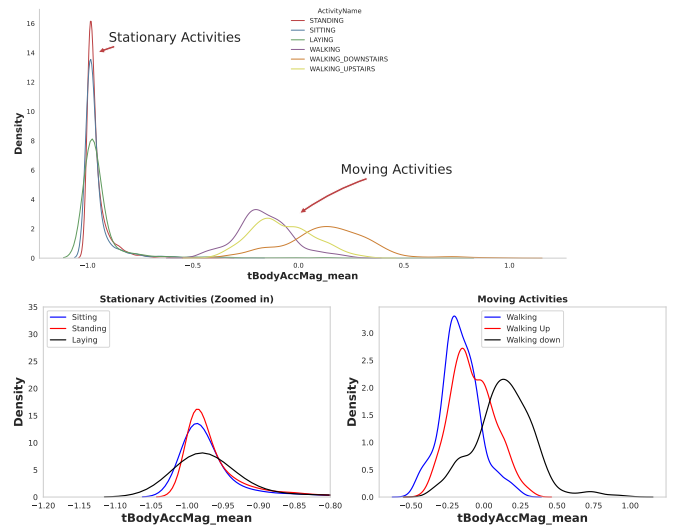 ActivityName
STANDING
SITTING
LAYING
WALKING
WALKING_DOWNSTAIRS
WALKING_UPSTAIRS
Stationary Activities
Moving Activities
Density
16
14
12
10
8
6
4
2
0
−1.0
−0.5
0.0
0.5
1.0
tBodyAccMag_mean
Stationary Activities (Zoomed in)
Sitting
Standing
Laying
Density
35
30
25
20
15
10
5
0
−1.20
−1.15
−1.10
−1.05
−1.00
−0.95
−0.90
−0.85
−0.80
tBodyAccMag_mean
Moving Activities
Walking
Walking Up
Walking down
Density
3.0
2.5
2.0
1.5
1.0
0.5
0.0
−0.50
−0.25
0.00
0.25
0.50
0.75
1.00
tBodyAccMag_mean